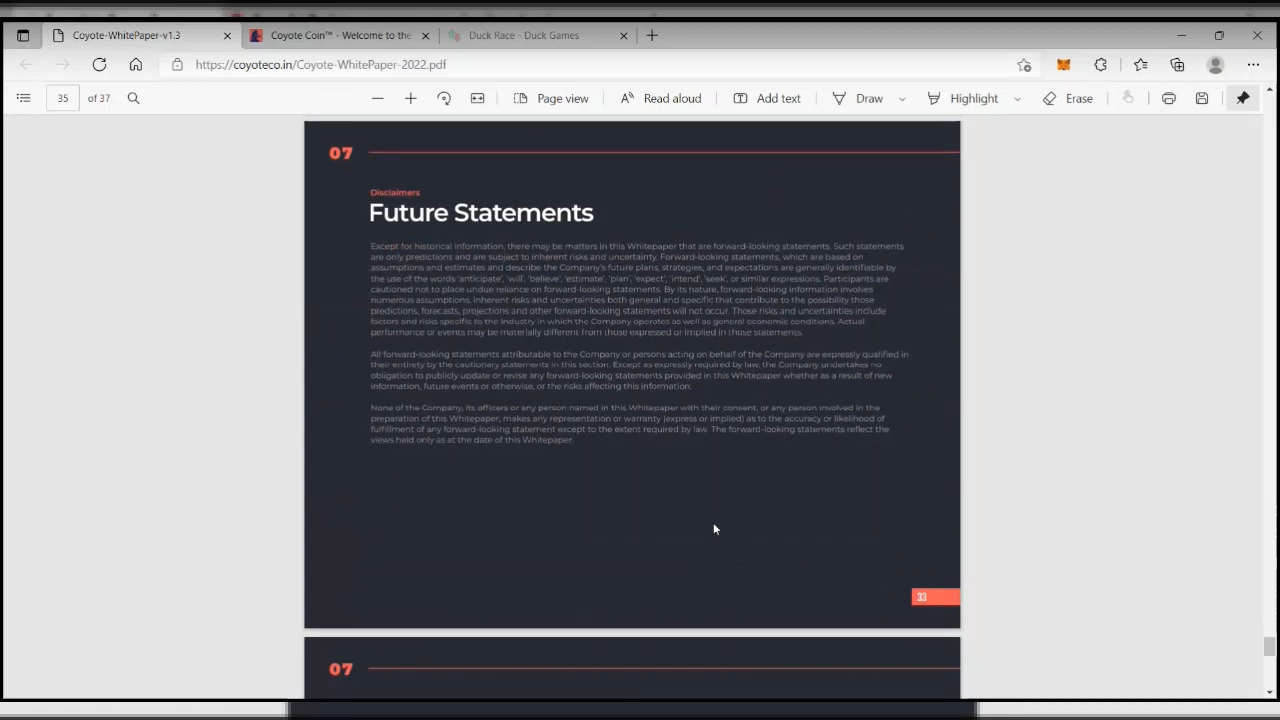 Coyote-WhitePaper-v1.3
Coyote Coin™ - Welcome to the
Duck Race - Duck Games
https://coyoteco.in/Coyote-WhitePaper-2022.pdf
35 of 37
Page view
Read aloud
Add text
Draw
Highlight
Erase
07
Disclaimers
Future Statements
Except for historical information, there may be matters in this Whitepaper that are forward-looking statements. Such statements
are only predictions and are subject to inherent risks and uncertainty. Forward-looking statements, which are based on
assumptions and estimates and describe the Company's future plans, strategies, and expectations are generally identifiable by
the use of the words 'anticipate', 'will', 'believe', 'estimate', 'plan', 'expect', 'intend', 'seek', or similar expressions. Participants are
cautioned not to place undue reliance on forward-looking statements. By its nature, forward-looking information involves
numerous assumptions, inherent risks and uncertainties both general and specific that contribute to the possibility those
predictions, forecasts, projections and other forward-looking statements will not occur. Those risks and uncertainties include
factors and risks specific to the industry in which the Company operates as well as general economic conditions. Actual
performance or events may be materially different from those expressed or implied in those statements.
All forward-looking statements attributable to the Company or persons acting on behalf of the Company are expressly qualified in
their entirety by the cautionary statements in this section. Except as expressly required by law, the Company undertakes no
obligation to publicly update or revise any forward-looking statements provided in this Whitepaper whether as a result of new
information, future events or otherwise, or the risks affecting this information.
None of the Company, its officers or any person named in this Whitepaper with their consent, or any person involved in the
preparation of this Whitepaper, makes any representation or warranty (express or implied) as to the accuracy or likelihood of
fulfillment of any forward-looking statement except to the extent required by law. The forward-looking statements reflect the
views held only as at the date of this Whitepaper.
33
07